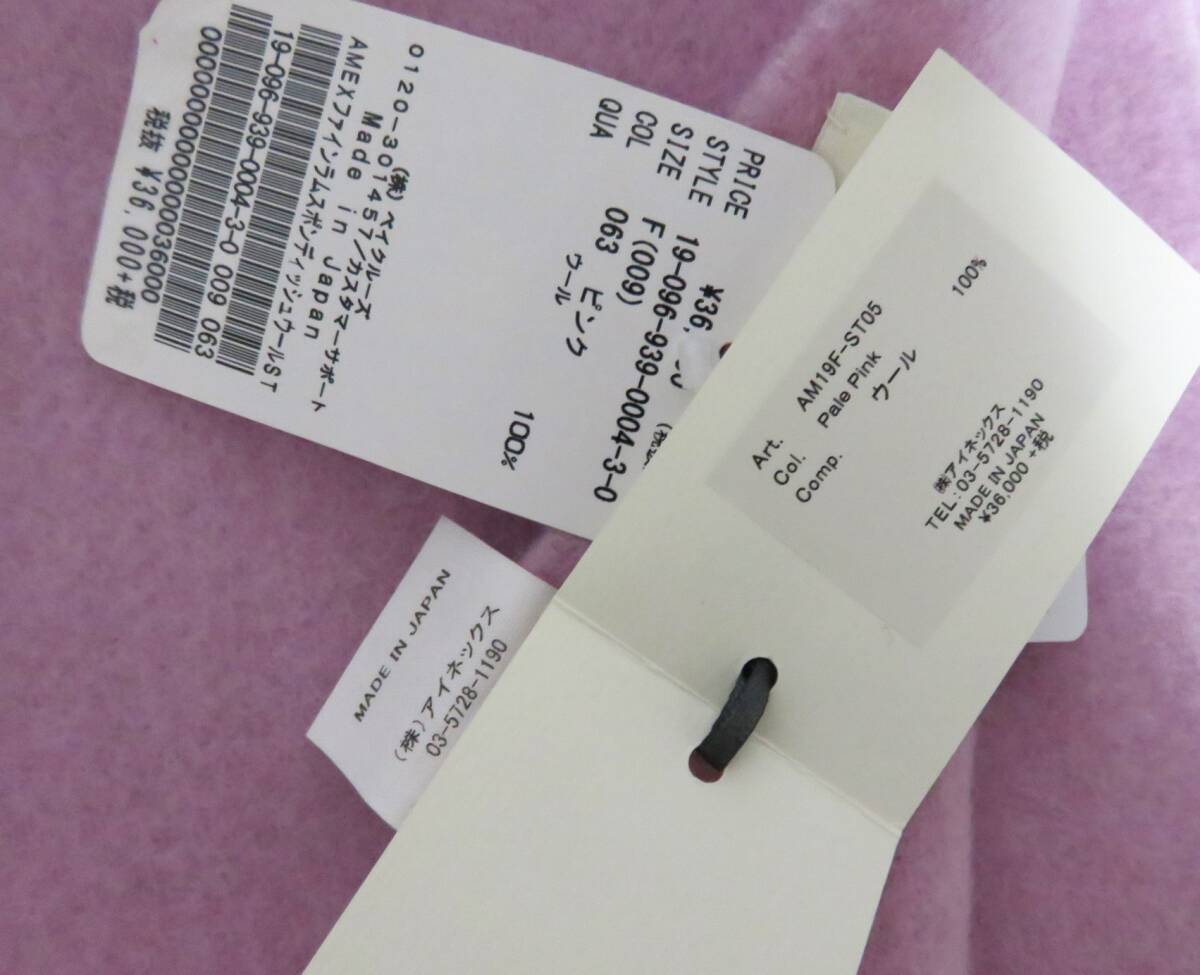 PRICE ¥36,
STYLE 19-096-939-0004-3-0
SIZE F(009)
COL 063 ピンク
QUA ウール 100%
(株)ベイクルーズ
0120-301457/カスタマーサポート
Made in Japan
AMEXファインラムスポンディッシュウールST
19-096-939-0004-3-0 009 063
税抜 ¥36,000+税
Art. AM19F-ST05
Col. Pale Pink
Comp. ウール 100%
㈱アイネックス
TEL:03-5728-1190
MADE IN JAPAN
¥36,000 +税
MADE IN JAPAN
(株)アイネックス
03-5728-1190